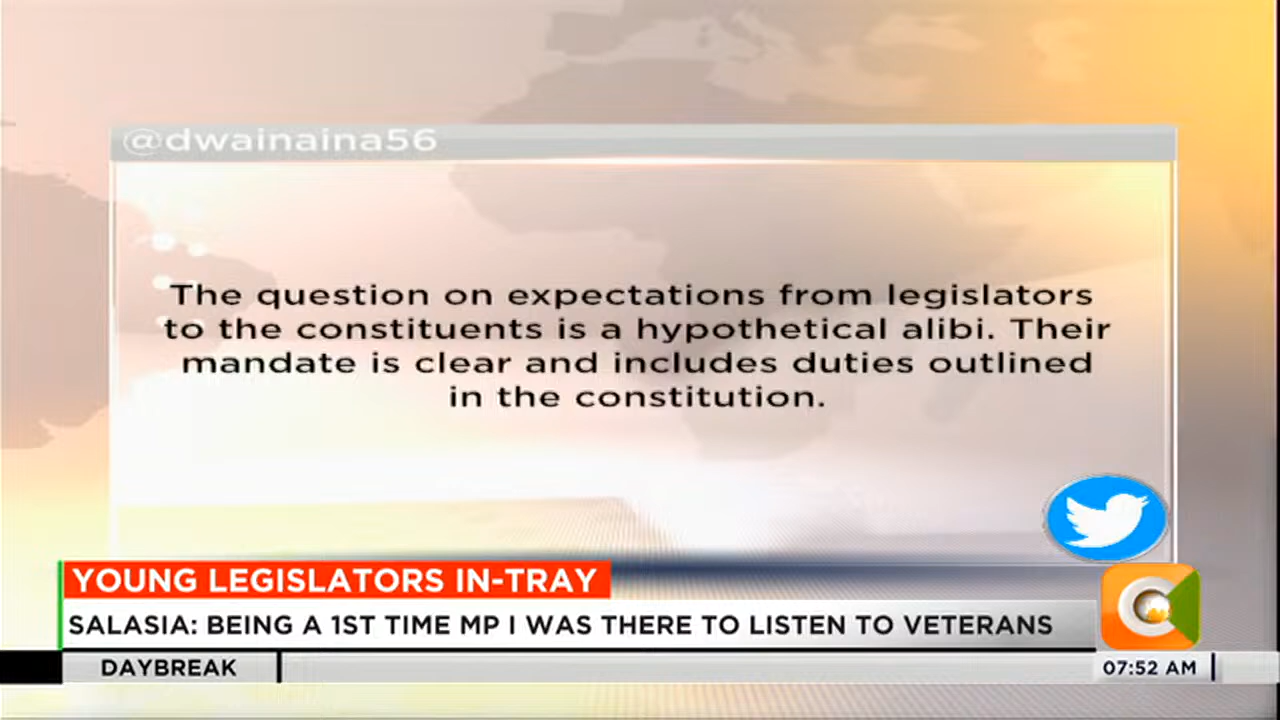 @dwainaina56
The question on expectations from legislators
to the constituents is a hypothetical alibi. Their
mandate is clear and includes duties outlined
in the constitution.
YOUNG LEGISLATORS IN-TRAY
SALASIA: BEING A 1ST TIME MP I WAS THERE TO LISTEN TO VETERANS
DAYBREAK
07:52 AM